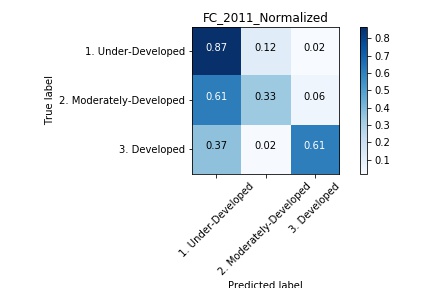 FC_2011_Normalized
True label
1. Under-Developed
0.87 0.12 0.02
2. Moderately-Developed
0.61 0.33 0.06
3. Developed
0.37 0.02 0.61
1. Under-Developed
2. Moderately-Developed
3. Developed
Predicted label
0.8
0.7
0.6
0.5
0.4
0.3
0.2
0.1